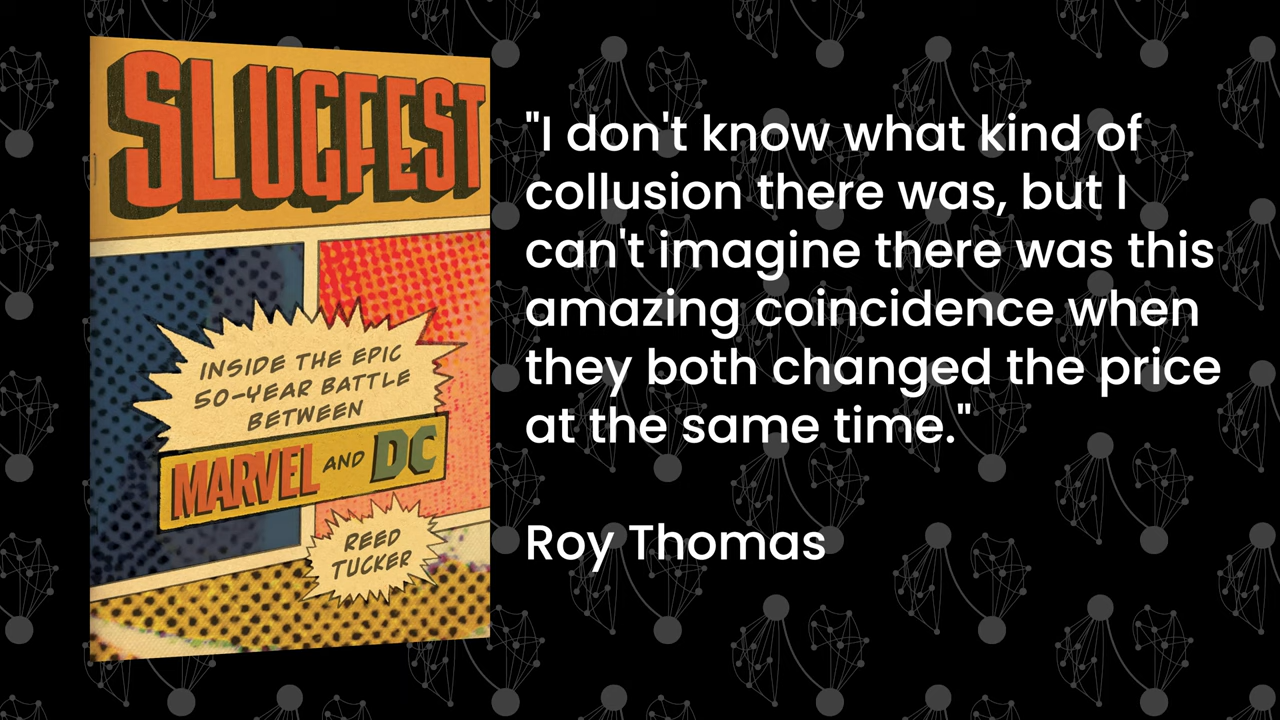 SLUGFEST
INSIDE THE EPIC
50-YEAR BATTLE
BETWEEN
MARVEL AND DC
REED
TUCKER
"I don't know what kind of
collusion there was, but I
can't imagine there was this
amazing coincidence when
they both changed the price
at the same time."
Roy Thomas